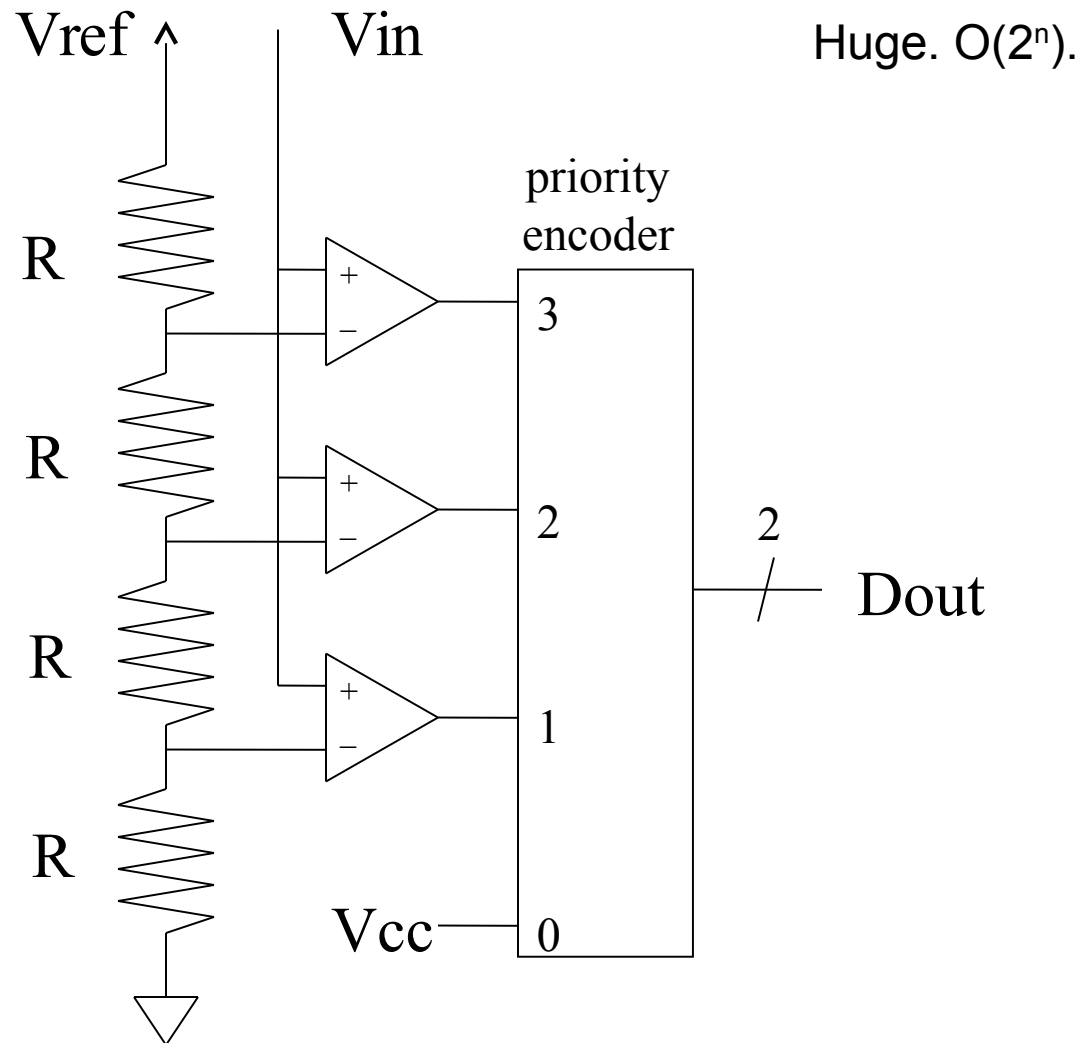 Vref Vin Huge. O(2ⁿ).
priority
encoder
R
+
3
−
R
+
2
−
2
Dout
R
+
1
−
R
Vcc 0